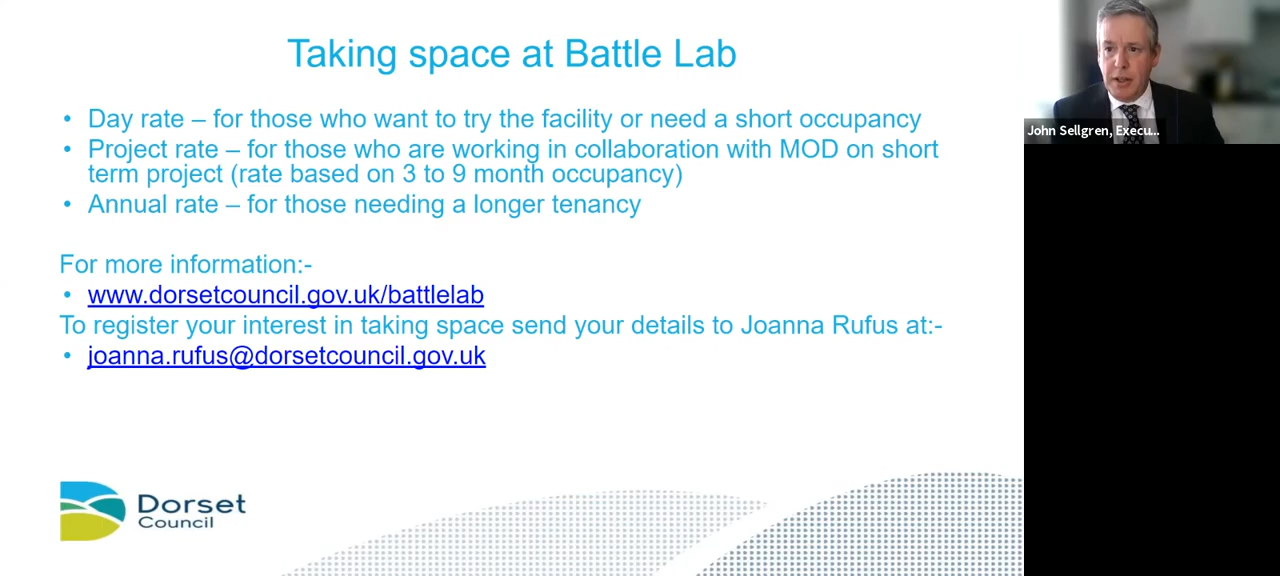 Taking space at Battle Lab
• Day rate – for those who want to try the facility or need a short occupancy
• Project rate – for those who are working in collaboration with MOD on short
term project (rate based on 3 to 9 month occupancy)
• Annual rate – for those needing a longer tenancy
For more information:-
• www.dorsetcouncil.gov.uk/battlelab
To register your interest in taking space send your details to Joanna Rufus at:-
• joanna.rufus@dorsetcouncil.gov.uk
Dorset
Council
John Sellgren, Execu...